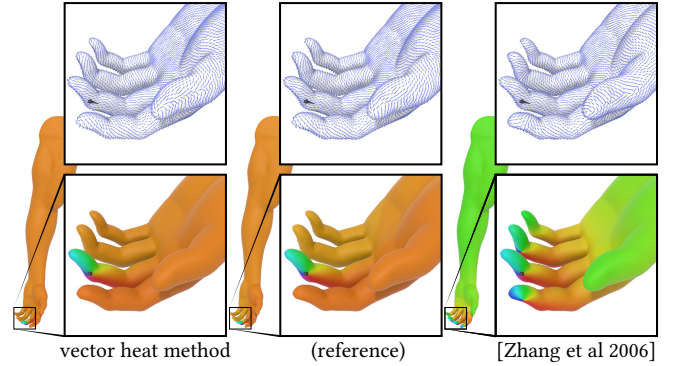 vector heat method
(reference)
[Zhang et al 2006]